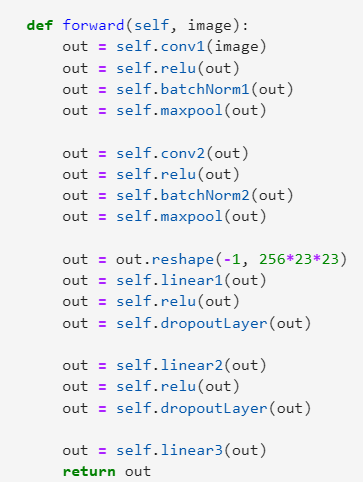 def forward(self, image):
    out = self.conv1(image)
    out = self.relu(out)
    out = self.batchNorm1(out)
    out = self.maxpool(out)

    out = self.conv2(out)
    out = self.relu(out)
    out = self.batchNorm2(out)
    out = self.maxpool(out)

    out = out.reshape(-1, 256*23*23)
    out = self.linear1(out)
    out = self.relu(out)
    out = self.dropoutLayer(out)

    out = self.linear2(out)
    out = self.relu(out)
    out = self.dropoutLayer(out)

    out = self.linear3(out)
    return out